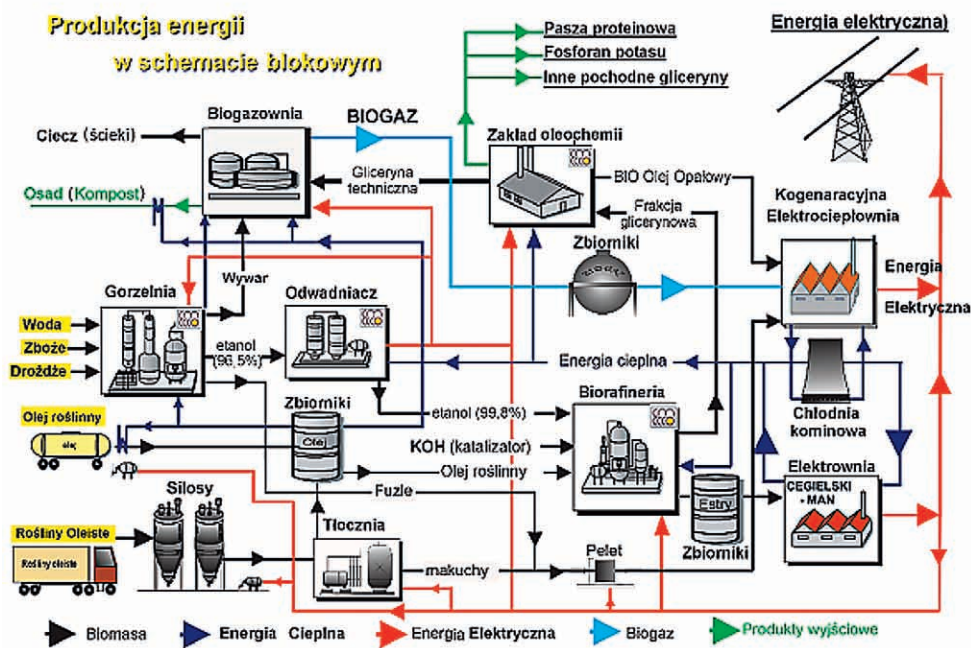 Produkcja energii
w schemacie blokowym
Pasza proteinowa
Fosforan potasu
Inne pochodne gliceryny
Energia elektryczna)
Biogazownia
BIOGAZ
Zakład oleochemii
Ciecz (ścieki)
Gliceryna
techniczna
BIO Olej Opałowy
Kogenaracyjna
Elektrociepłownia
Osad (Kompost)
Frakcja
glicerynowa
Zbiorniki
Wywar
Gorzelnia
Odwadniacz
Energia
Elektryczna
Woda
Zboże
Drożdże
etanol
(96,5%)
Energia cieplna
Biorafineria
Chłodnia
kominowa
Olej roślinny
olej
Zbiorniki
Olej
etanol (99,8%)
KOH (katalizator)
Olej roślinny
Elektrownia
CEGIELSKI
- MAN
Silosy
Fuzle
Estry
Rośliny Oleiste
Rośliny oleiste
Tłocznia
makuchy
Pelet
Zbiorniki
Biomasa
Energia Cieplna
Energia Elektryczna
Biogaz
Produkty wyjściowe